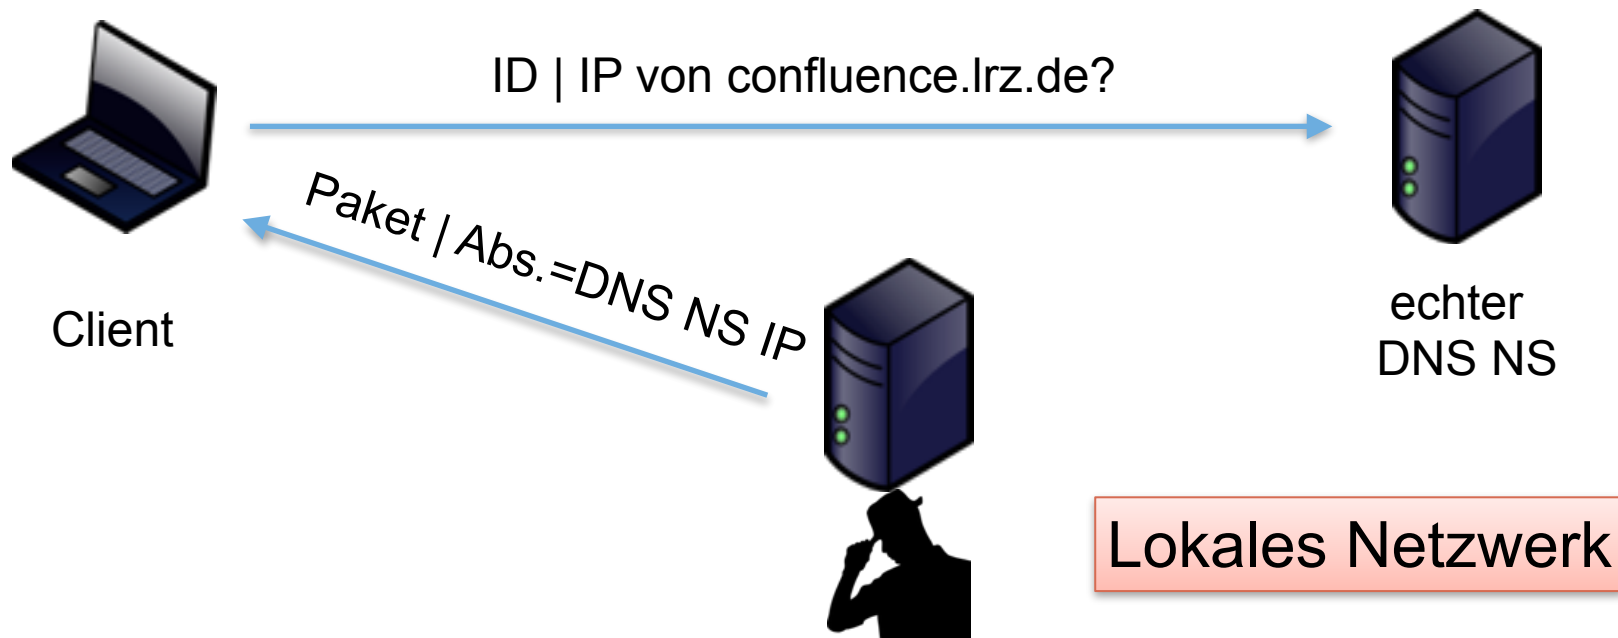 ID | IP von confluence.lrz.de?
Paket | Abs.=DNS NS IP
Client
echter
DNS NS
Lokales Netzwerk